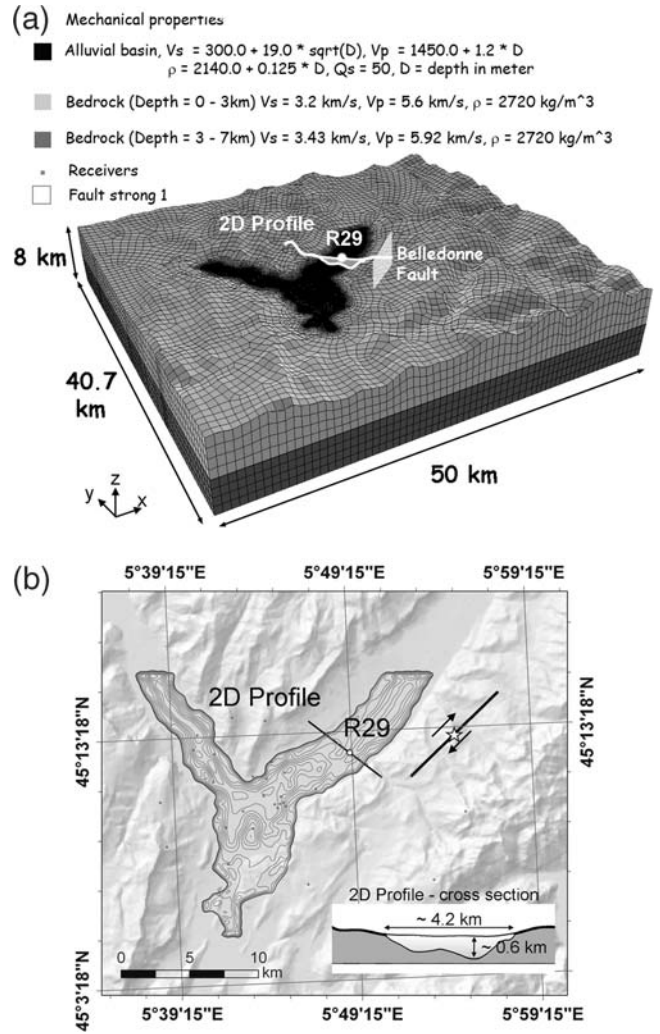 (a) Mechanical properties
Alluvial basin, Vs = 300.0 + 19.0 * sqrt(D), Vp = 1450.0 + 1.2 * D
ρ = 2140.0 + 0.125 * D, Qs = 50, D = depth in meter
Bedrock (Depth = 0 - 3km) Vs = 3.2 km/s, Vp = 5.6 km/s, ρ = 2720 kg/m^3
Bedrock (Depth = 3 - 7km) Vs = 3.43 km/s, Vp = 5.92 km/s, ρ = 2720 kg/m^3
Receivers
Fault strong 1
2D Profile
R29
Belledonne
Fault
8 km
40.7
km
50 km
z
y
x
(b)
5°39'15"E 5°49'15"E 5°59'15"E
2D Profile
R29
45°13'18"N
45°13'18"N
2D Profile - cross section
~ 4.2 km
~ 0.6 km
0 5 10
km
45°3'18"N
45°3'18"N
5°39'15"E 5°49'15"E 5°59'15"E